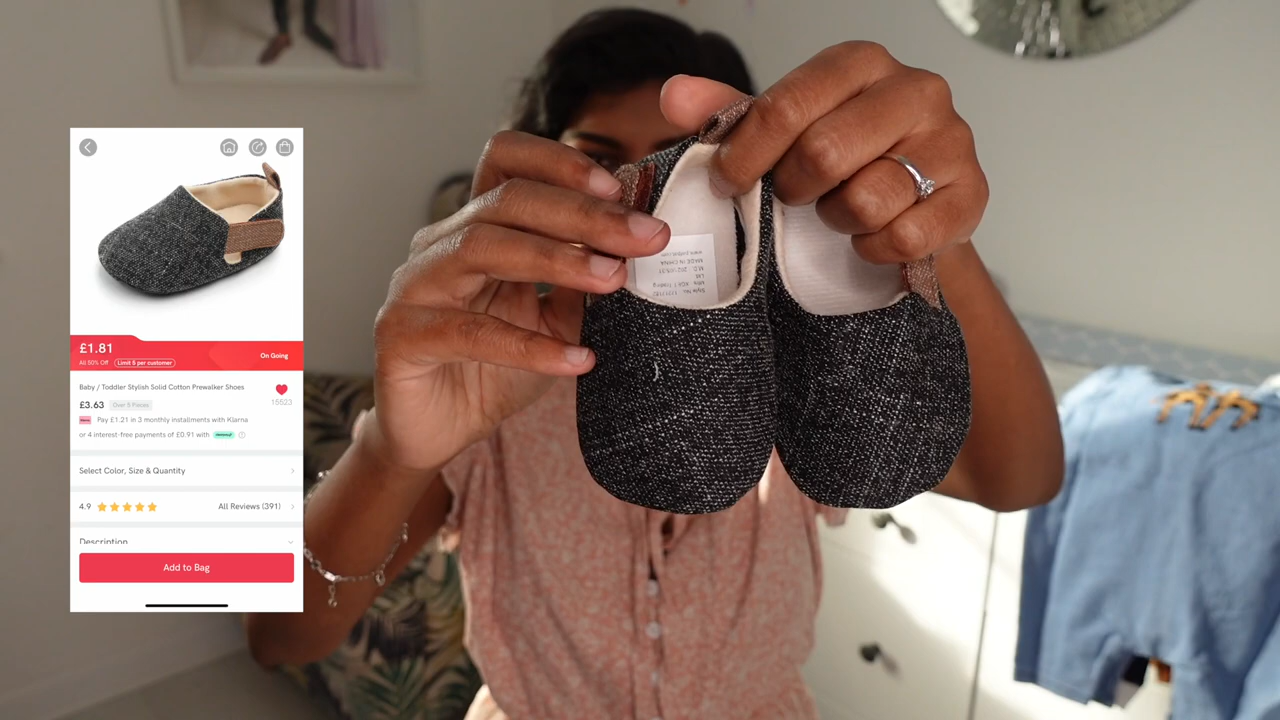 £1.81
All 50% Off Limit 5 per customer
On Going
Baby / Toddler Stylish Solid Cotton Prewalker Shoes
£3.63 Over 5 Pieces
15523
Pay £1.21 in 3 monthly installments with Klarna
or 4 interest-free payments of £0.91 with
Select Color, Size & Quantity
4.9 All Reviews (391)
Description
Add to Bag
Style No.
MADE IN CHINA